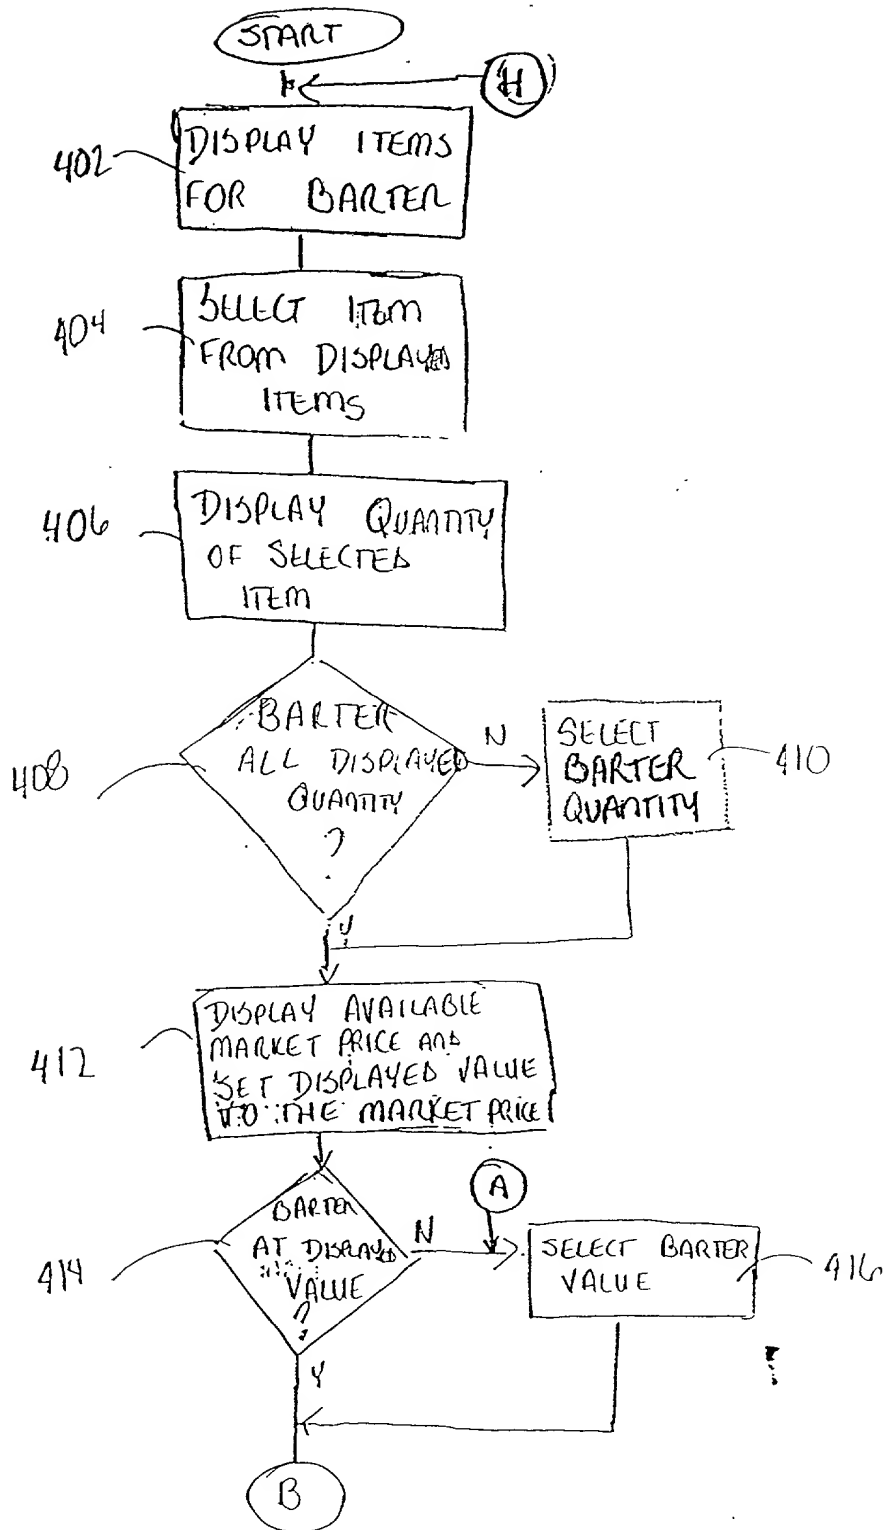 START
H
402
DISPLAY ITEMS
FOR BARTER
404
SELECT ITEM
FROM DISPLAYED
ITEMS
406
DISPLAY QUANTITY
OF SELECTED
ITEM
408
BARTER
ALL DISPLAYED
QUANTITY
?
N
SELECT
BARTER
QUANTITY
410
Y
412
DISPLAY AVAILABLE
MARKET PRICE AND
SET DISPLAYED VALUE
TO THE MARKET PRICE
A
414
BARTER
AT DISPLAYED
VALUE
?
N
SELECT BARTER
VALUE
416
Y
B